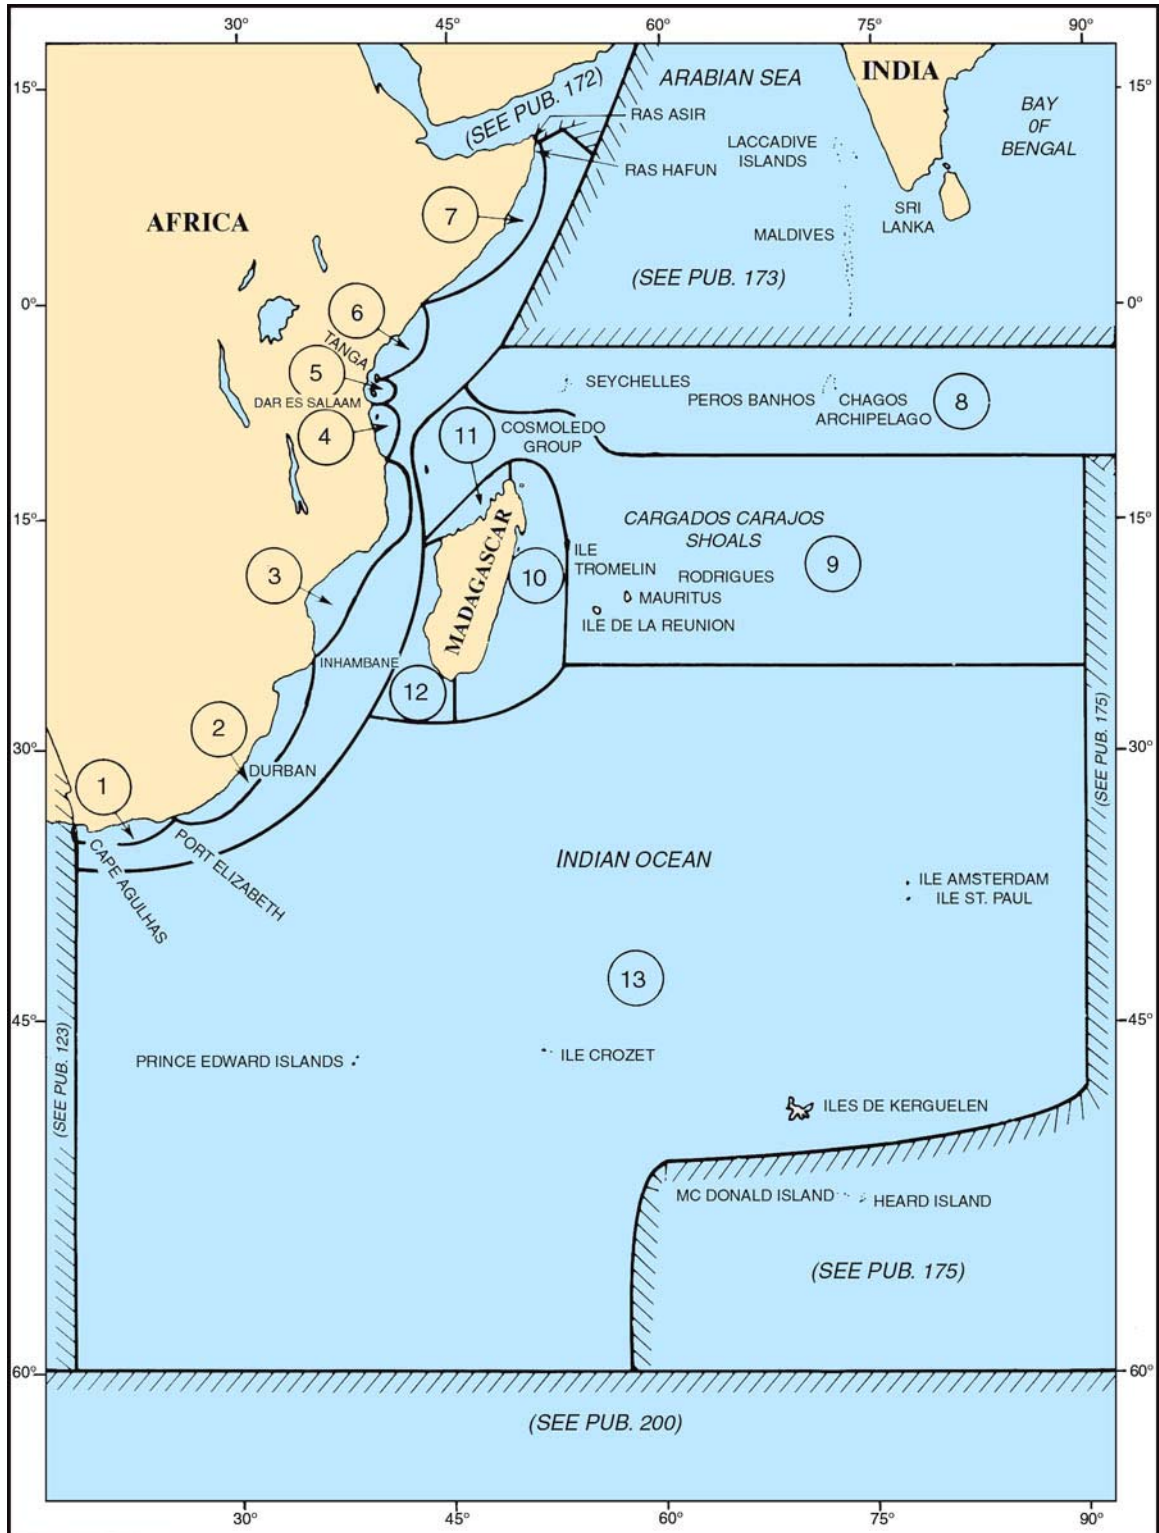 30°
45°
60°
75°
90°
15°
15°
(SEE PUB. 172)
ARABIAN SEA
INDIA
BAY
OF
BENGAL
RAS ASIR
LACCADIVE
ISLANDS
RAS HAFUN
AFRICA
7
SRI
LANKA
MALDIVES
(SEE PUB. 173)
0°
0°
6
TANGA
5
DAR ES SALAAM
4
SEYCHELLES
PEROS BANHOS
CHAGOS
ARCHIPELAGO
8
11
COSMOLEDO
GROUP
15°
15°
CARGADOS CARAJOS
SHOALS
9
3
MADAGASCAR
10
ILE
TROMELIN
RODRIGUES
MAURITUS
ILE DE LA REUNION
INHAMBANE
12
2
DURBAN
30°
30°
(SEE PUB. 175)
1
CAPE AGULHAS
PORT ELIZABETH
INDIAN OCEAN
ILE AMSTERDAM
ILE ST. PAUL
13
45°
45°
(SEE PUB. 123)
PRINCE EDWARD ISLANDS
ILE CROZET
ILES DE KERGUELEN
MC DONALD ISLAND
HEARD ISLAND
(SEE PUB. 175)
60°
60°
(SEE PUB. 200)
30°
45°
60°
75°
90°